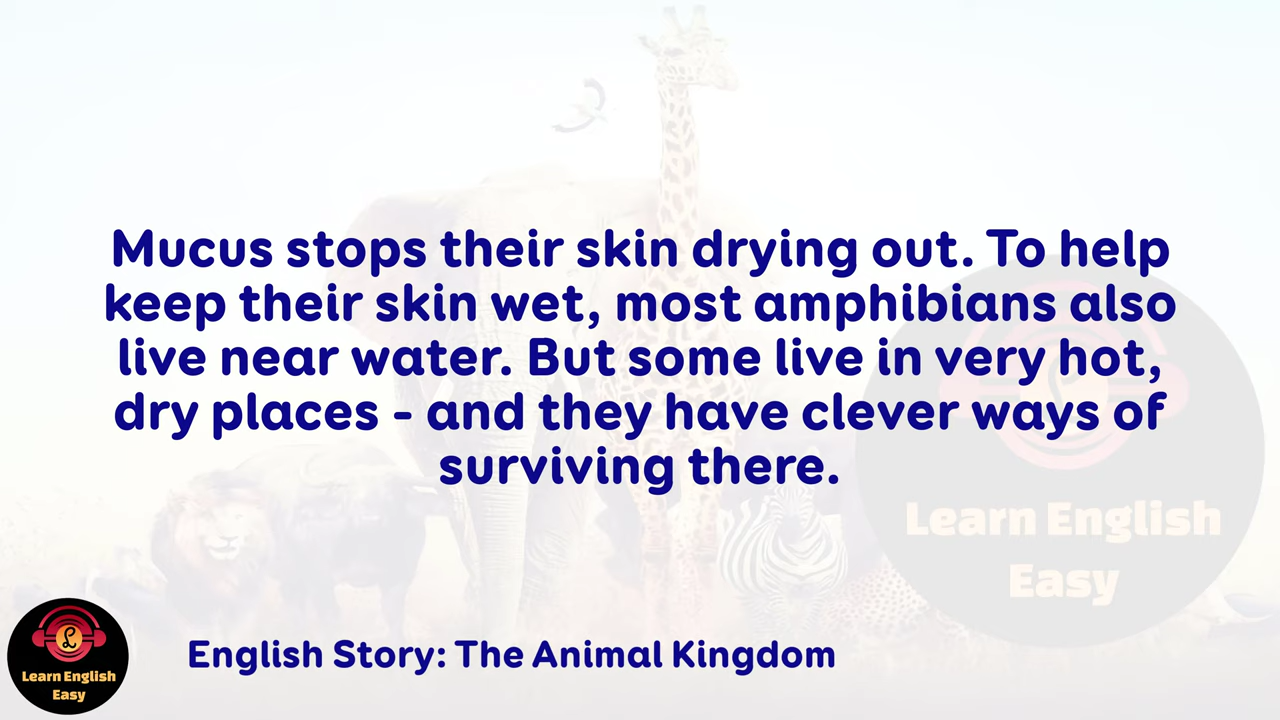 Mucus stops their skin drying out. To help
keep their skin wet, most amphibians also
live near water. But some live in very hot,
dry places - and they have clever ways of
surviving there.
Learn English
Easy
L
Learn English
Easy
English Story: The Animal Kingdom